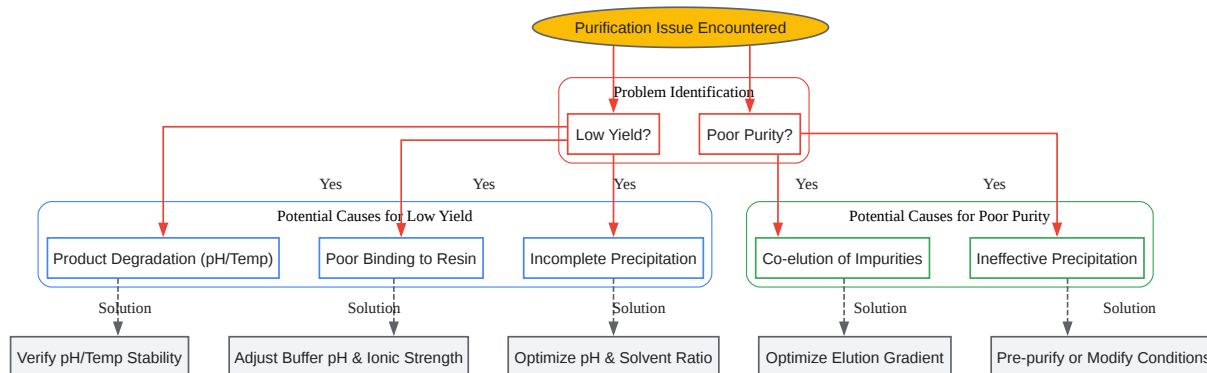 Purification Issue Encountered
Problem Identification
Low Yield?
Poor Purity?
Yes
Yes
Yes
Yes
Yes
Potential Causes for Low Yield
Potential Causes for Poor Purity
Product Degradation (pH/Temp)
Poor Binding to Resin
Incomplete Precipitation
Co-elution of Impurities
Ineffective Precipitation
Solution
Solution
Solution
Solution
Solution
Verify pH/Temp Stability
Adjust Buffer pH & Ionic Strength
Optimize pH & Solvent Ratio
Optimize Elution Gradient
Pre-purify or Modify Conditions